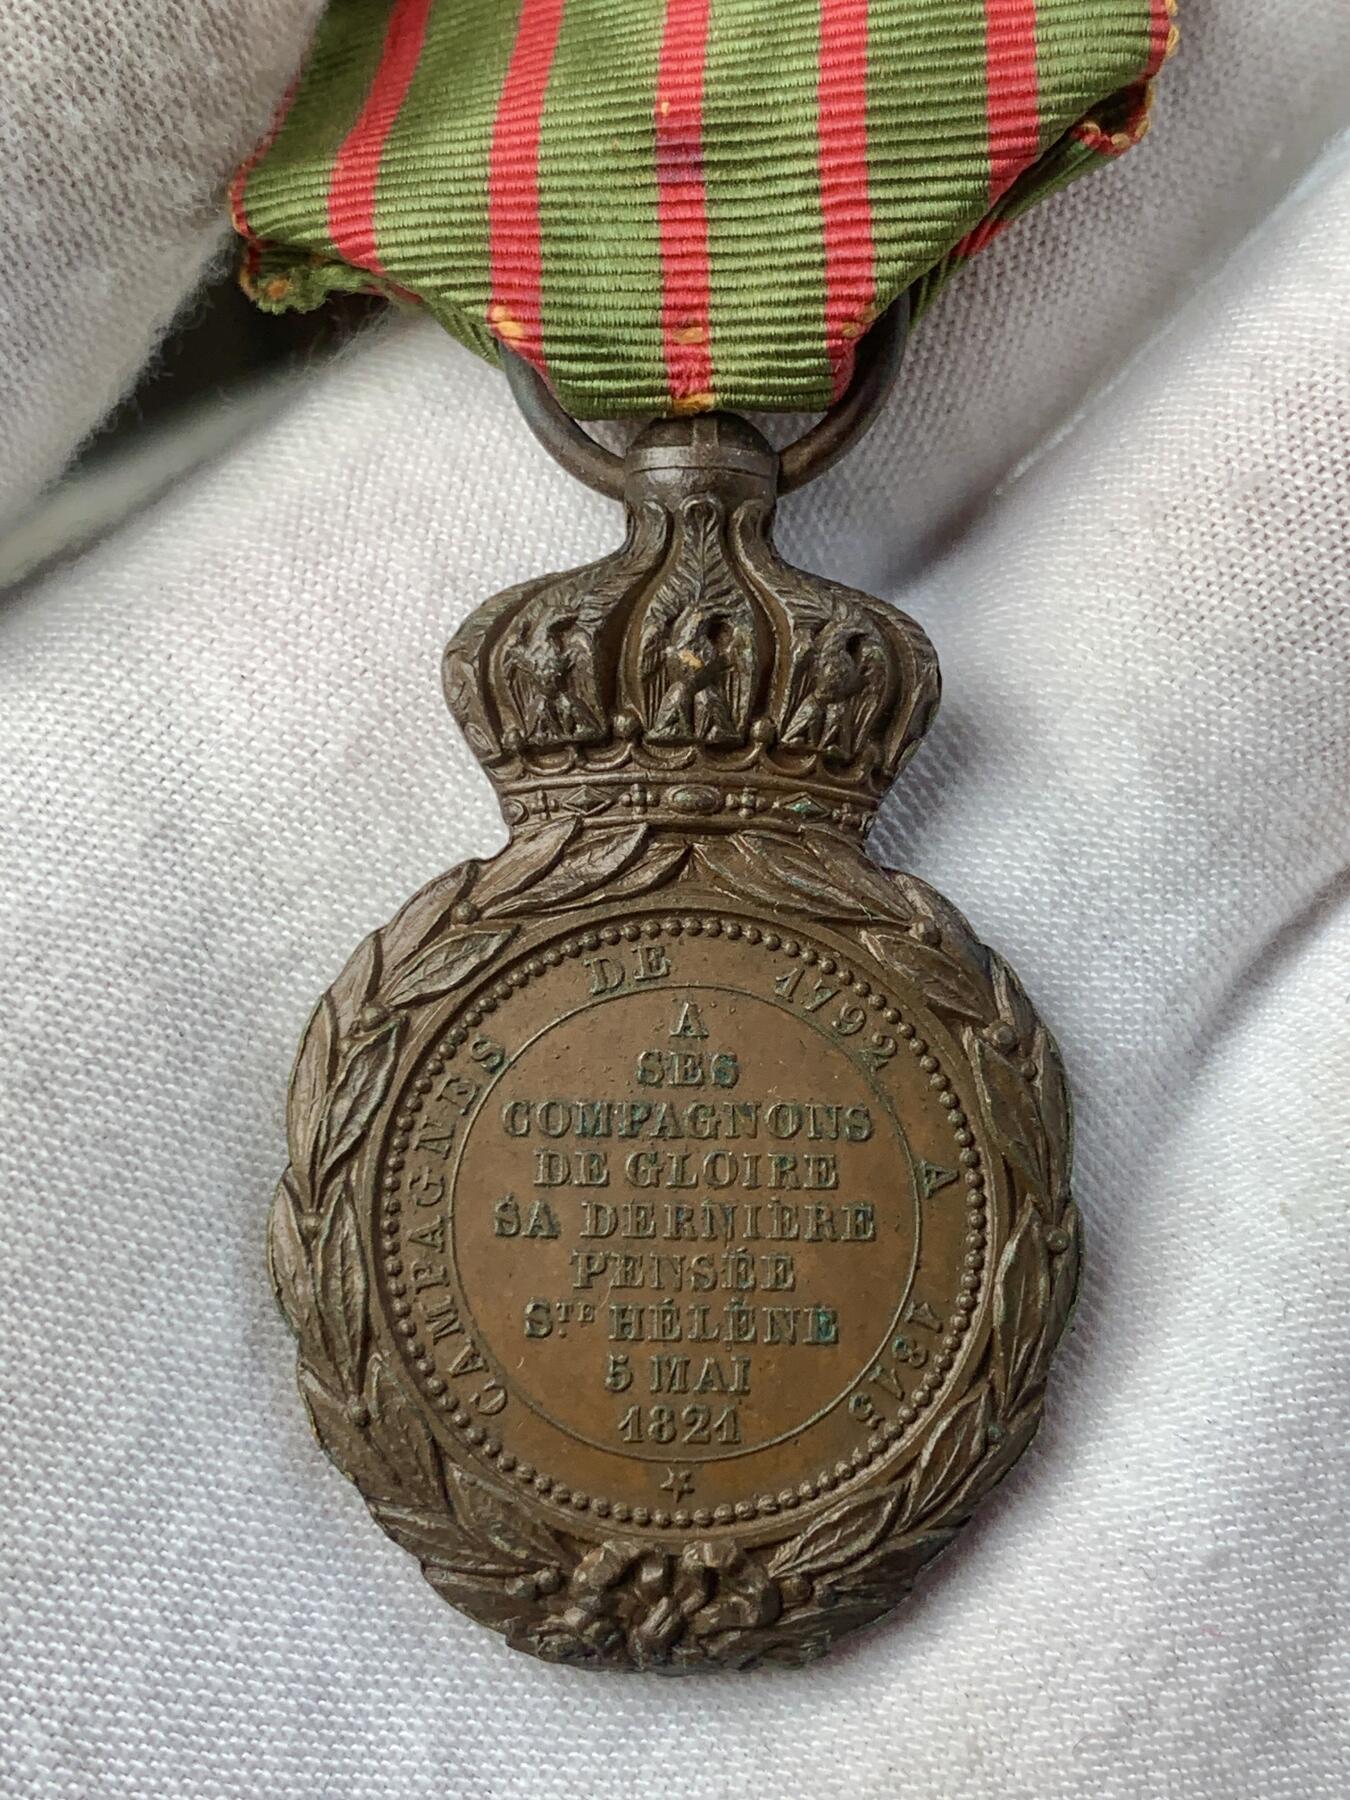 CAMPAGNES DE 1792 A 1815
A
SES
COMPAGNONS
DE GLOIRE
SA DERNIÈRE
PENSÉE
STE HÉLÈNE
5 MAI
1821